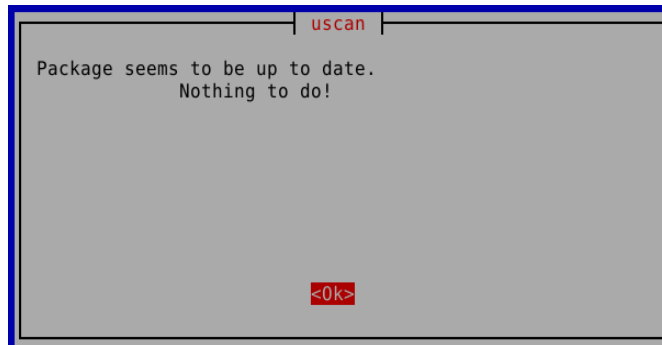 uscan
Package seems to be up to date.
Nothing to do!
<Ok>